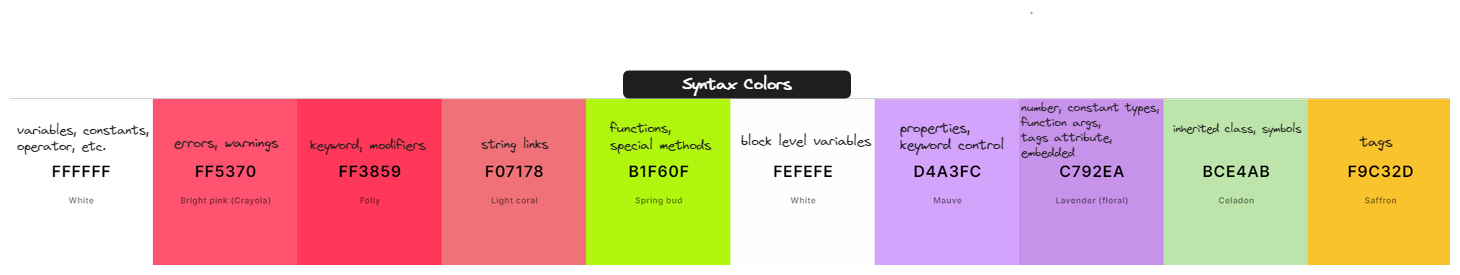 Syntax Colors
variables, constants,
operator, etc.
FFFFFF
White
errors, warnings
FF5370
Bright pink (Crayola)
keyword, modifiers
FF3859
Folly
string links
F07178
Light coral
functions,
special methods
B1F60F
Spring bud
block level variables
FEFEFE
White
properties,
keyword control
D4A3FC
Mauve
number, constant types,
function args,
tags attribute,
embedded
C792EA
Lavender (floral)
inherited class, symbols
BCE4AB
Celadon
tags
F9C32D
Saffron